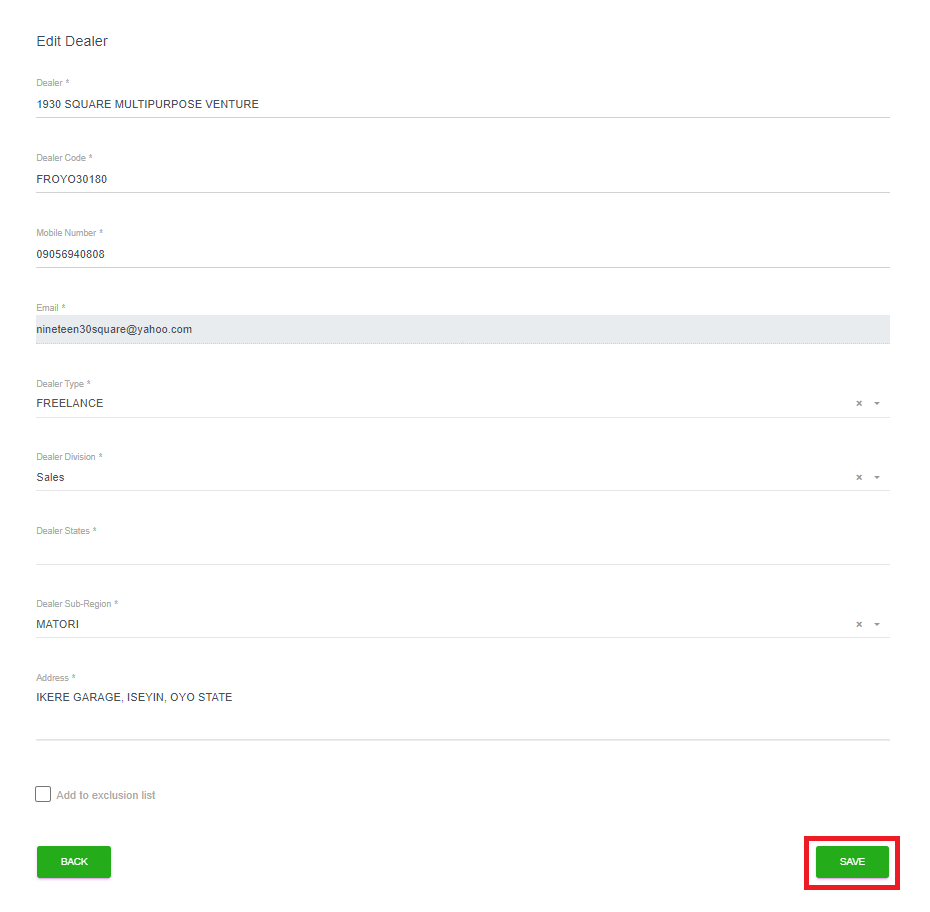 Edit Dealer
Dealer *
1930 SQUARE MULTIPURPOSE VENTURE
Dealer Code *
FROYO30180
Mobile Number *
09056940808
Email *
nineteen30square@yahoo.com
Dealer Type *
FREELANCE
Dealer Division *
Sales
Dealer States *
Dealer Sub-Region *
MATORI
Address *
IKERE GARAGE, ISEYIN, OYO STATE
Add to exclusion list
BACK
SAVE